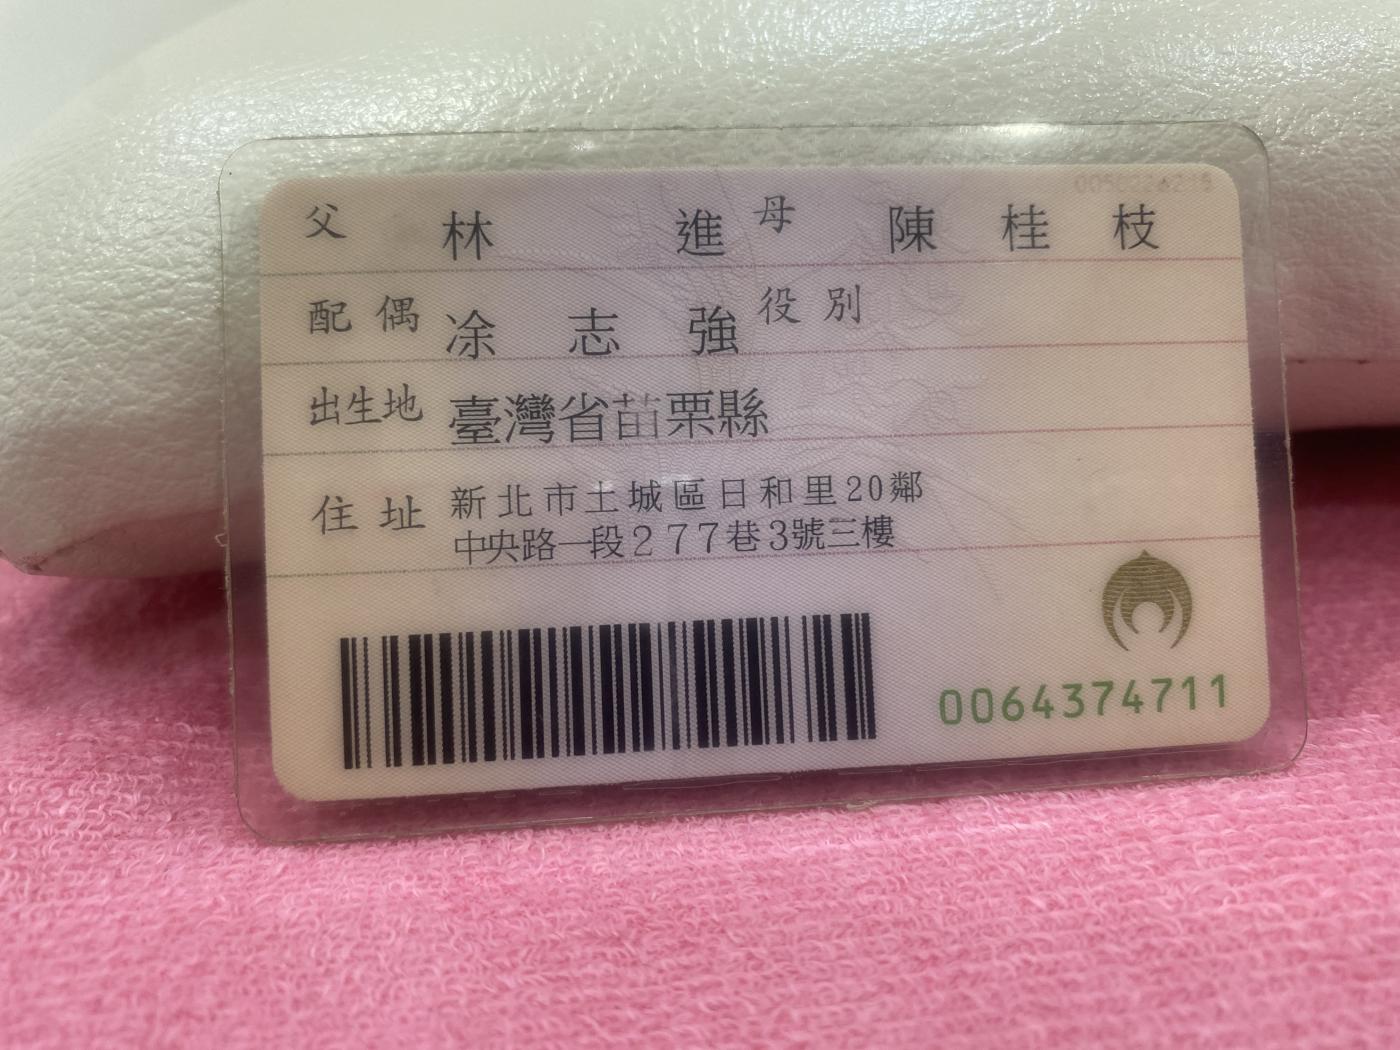 父 林 進 母 陳 桂 枝
配 偶 凃 志 強 役 別
出生地 臺灣省苗栗縣
住 址 新北市土城區日和里20鄰
中央路一段277巷3號三樓
0064374711